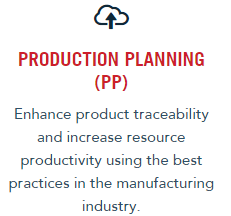 PRODUCTION PLANNING
(PP)
Enhance product traceability
and increase resource
productivity using the best
practices in the manufacturing
industry.